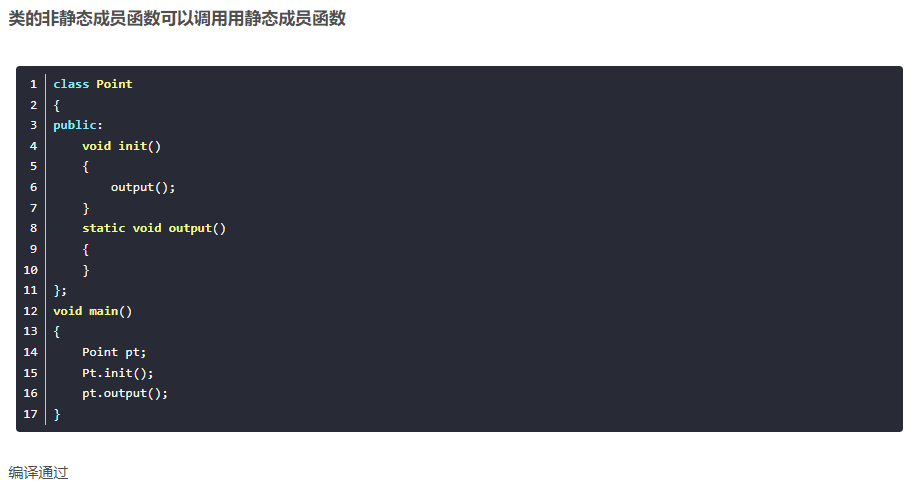 类的非静态成员函数可以调用用静态成员函数
1 class Point
2 {
3 public:
4     void init()
5     {
6         output();
7     }
8     static void output()
9     {
10     }
11 };
12 void main()
13 {
14     Point pt;
15     Pt.init();
16     pt.output();
17 }
编译通过